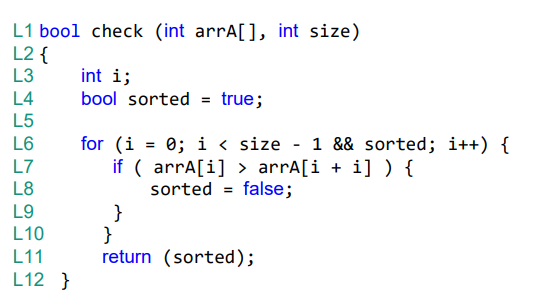 L1 bool check (int arrA[], int size)
L2 {
L3 int i;
L4 bool sorted = true;
L5
L6 for (i = 0; i < size - 1 && sorted; i++) {
L7 if ( arrA[i] > arrA[i + i] ) {
L8 sorted = false;
L9 }
L10 }
L11 return (sorted);
L12 }